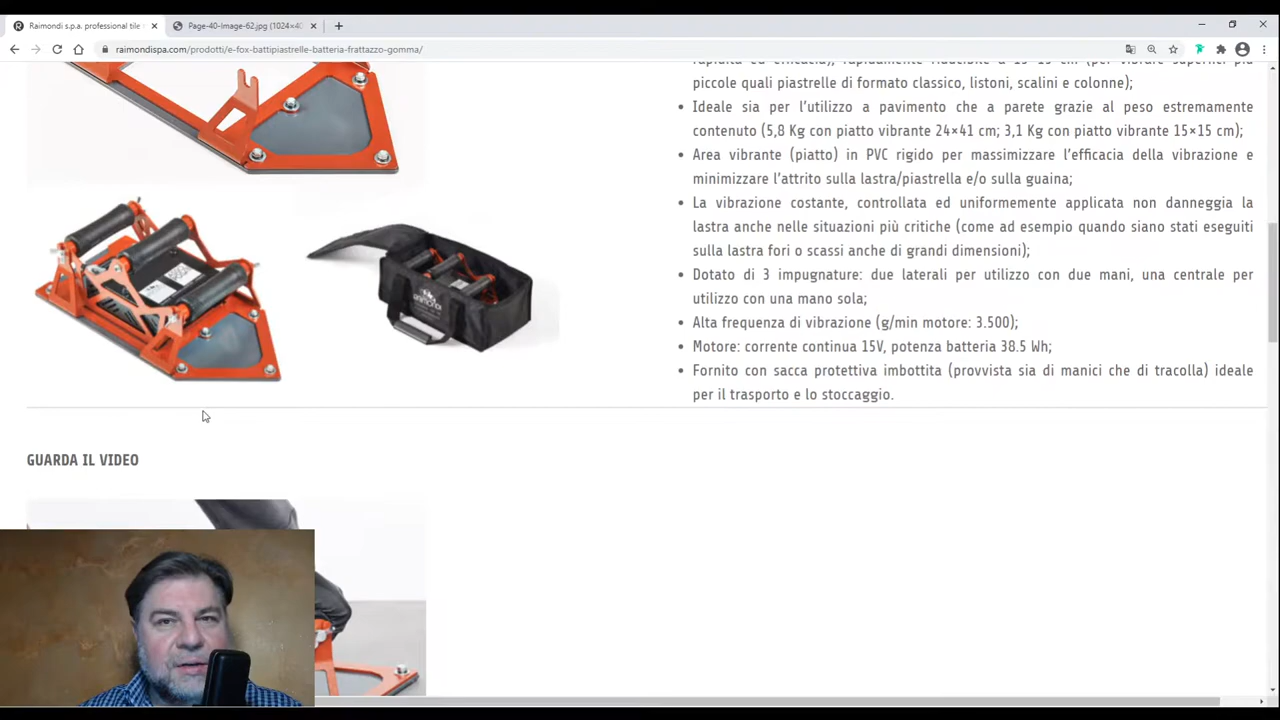 Raimondi s.p.a. professional tile
Page-40-Image-62.jpg (1024×40
raimondispa.com/prodotti/e-fox-battipiastrelle-batteria-frattazzo-gomma/
piccole quali piastrelle di formato classico, listoni, scalini e colonne);
Ideale sia per l'utilizzo a pavimento che a parete grazie al peso estremamente
contenuto (5,8 Kg con piatto vibrante 24×41 cm; 3,1 Kg con piatto vibrante 15×15 cm);
Area vibrante (piatto) in PVC rigido per massimizzare l'efficacia della vibrazione e
minimizzare l'attrito sulla lastra/piastrella e/o sulla guaina;
La vibrazione costante, controllata ed uniformemente applicata non danneggia la
lastra anche nelle situazioni più critiche (come ad esempio quando siano stati eseguiti
sulla lastra fori o scassi anche di grandi dimensioni);
Dotato di 3 impugnature: due laterali per utilizzo con due mani, una centrale per
utilizzo con una mano sola;
Alta frequenza di vibrazione (g/min motore: 3.500);
Motore: corrente continua 15V, potenza batteria 38.5 Wh;
Fornito con sacca protettiva imbottita (provvista sia di manici che di tracolla) ideale
per il trasporto e lo stoccaggio.
GUARDA IL VIDEO